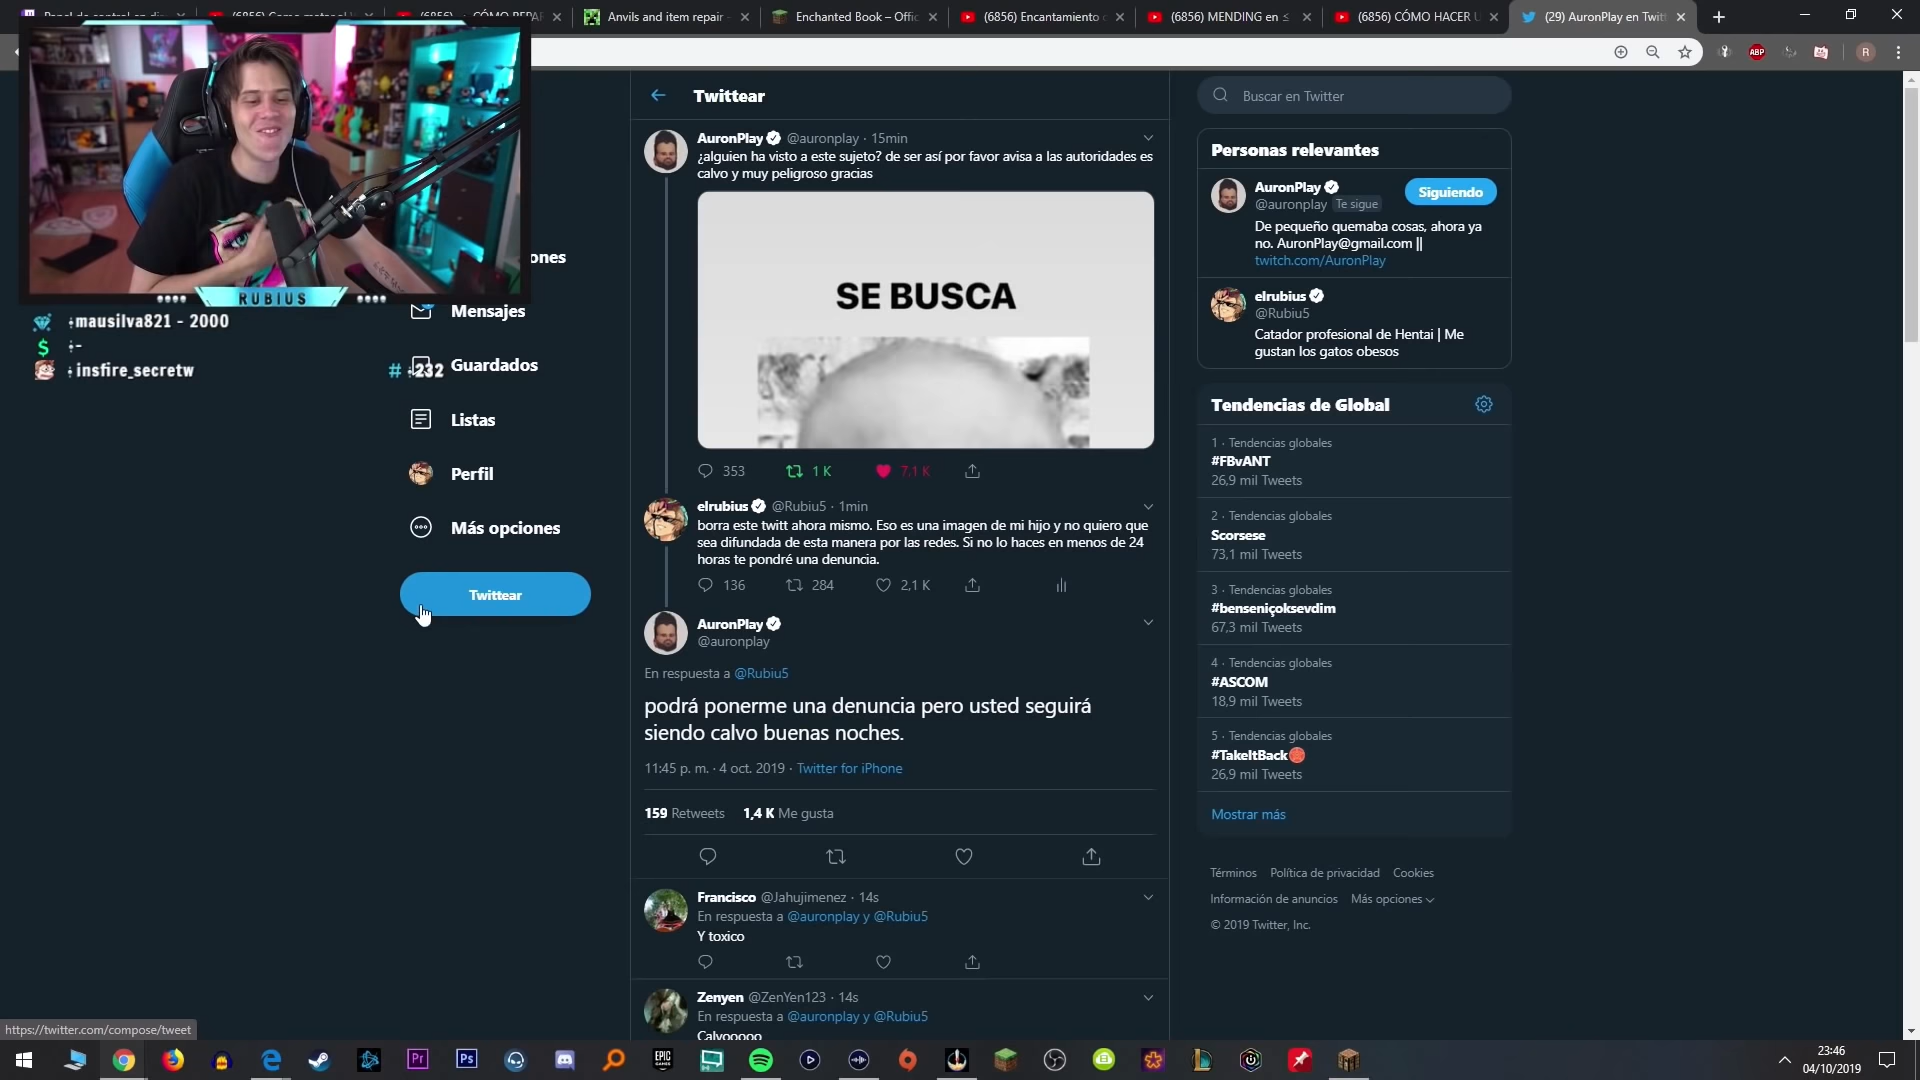 Anvils and item repair -
Enchanted Book – Offic
(6856) Encantamiento
(6856) MENDING en
(6856) CÓMO HACER
(29) AuronPlay en Twitt
ABP
R
RUBIUS
mausilva821 - 2000
$ -
insfire_secretw
# 232
ones
Mensajes
Guardados
Listas
Perfil
Más opciones
Twittear
Twittear
AuronPlay @auronplay · 15min
¿alguien ha visto a este sujeto? de ser así por favor avisa a las autoridades es
calvo y muy peligroso gracias
SE BUSCA
353 1 K 7,1 K
elrubius @Rubiu5 · 1min
borra este twitt ahora mismo. Eso es una imagen de mi hijo y no quiero que
sea difundada de esta manera por las redes. Si no lo haces en menos de 24
horas te pondré una denuncia.
136 284 2,1 K
AuronPlay
@auronplay
En respuesta a @Rubiu5
podrá ponerme una denuncia pero usted seguirá
siendo calvo buenas noches.
11:45 p. m. · 4 oct. 2019 · Twitter for iPhone
159 Retweets 1,4 K Me gusta
Francisco @Jahujimenez · 14s
En respuesta a @auronplay y @Rubiu5
Y toxico
Zenyen @ZenYen123 · 14s
En respuesta a @auronplay y @Rubiu5
Calvooooo
Buscar en Twitter
Personas relevantes
AuronPlay
@auronplay Te sigue
Siguiendo
De pequeño quemaba cosas, ahora ya
no. AuronPlay@gmail.com ||
twitch.com/AuronPlay
elrubius
@Rubiu5
Catador profesional de Hentai | Me
gustan los gatos obesos
Tendencias de Global
1 · Tendencias globales
#FBvANT
26,9 mil Tweets
2 · Tendencias globales
Scorsese
73,1 mil Tweets
3 · Tendencias globales
#benseniçoksevdim
67,3 mil Tweets
4 · Tendencias globales
#ASCOM
18,9 mil Tweets
5 · Tendencias globales
#TakeItBack
26,9 mil Tweets
Mostrar más
Términos Política de privacidad Cookies
Información de anuncios Más opciones
© 2019 Twitter, Inc.
https://twitter.com/compose/tweet
Pr
Ps
EPIC
GAMES
23:46
04/10/2019